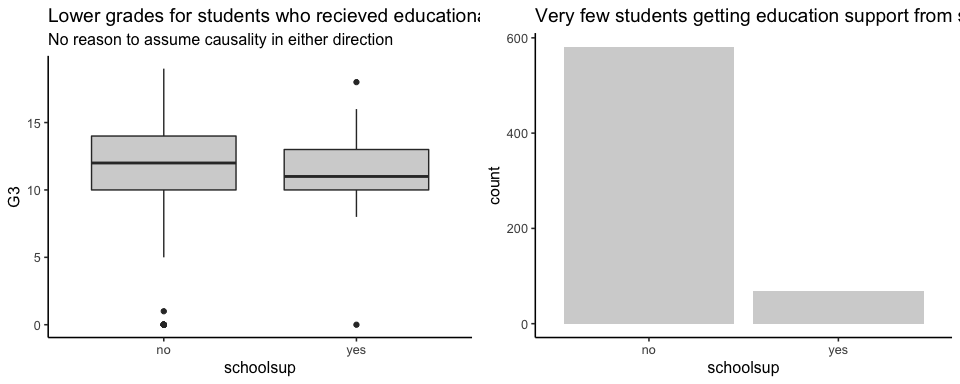 Lower grades for students who recieved educationa
No reason to assume causality in either direction
G3
15
10
5
0
no
yes
schoolsup
Very few students getting education support from s
count
600
400
200
0
no
yes
schoolsup